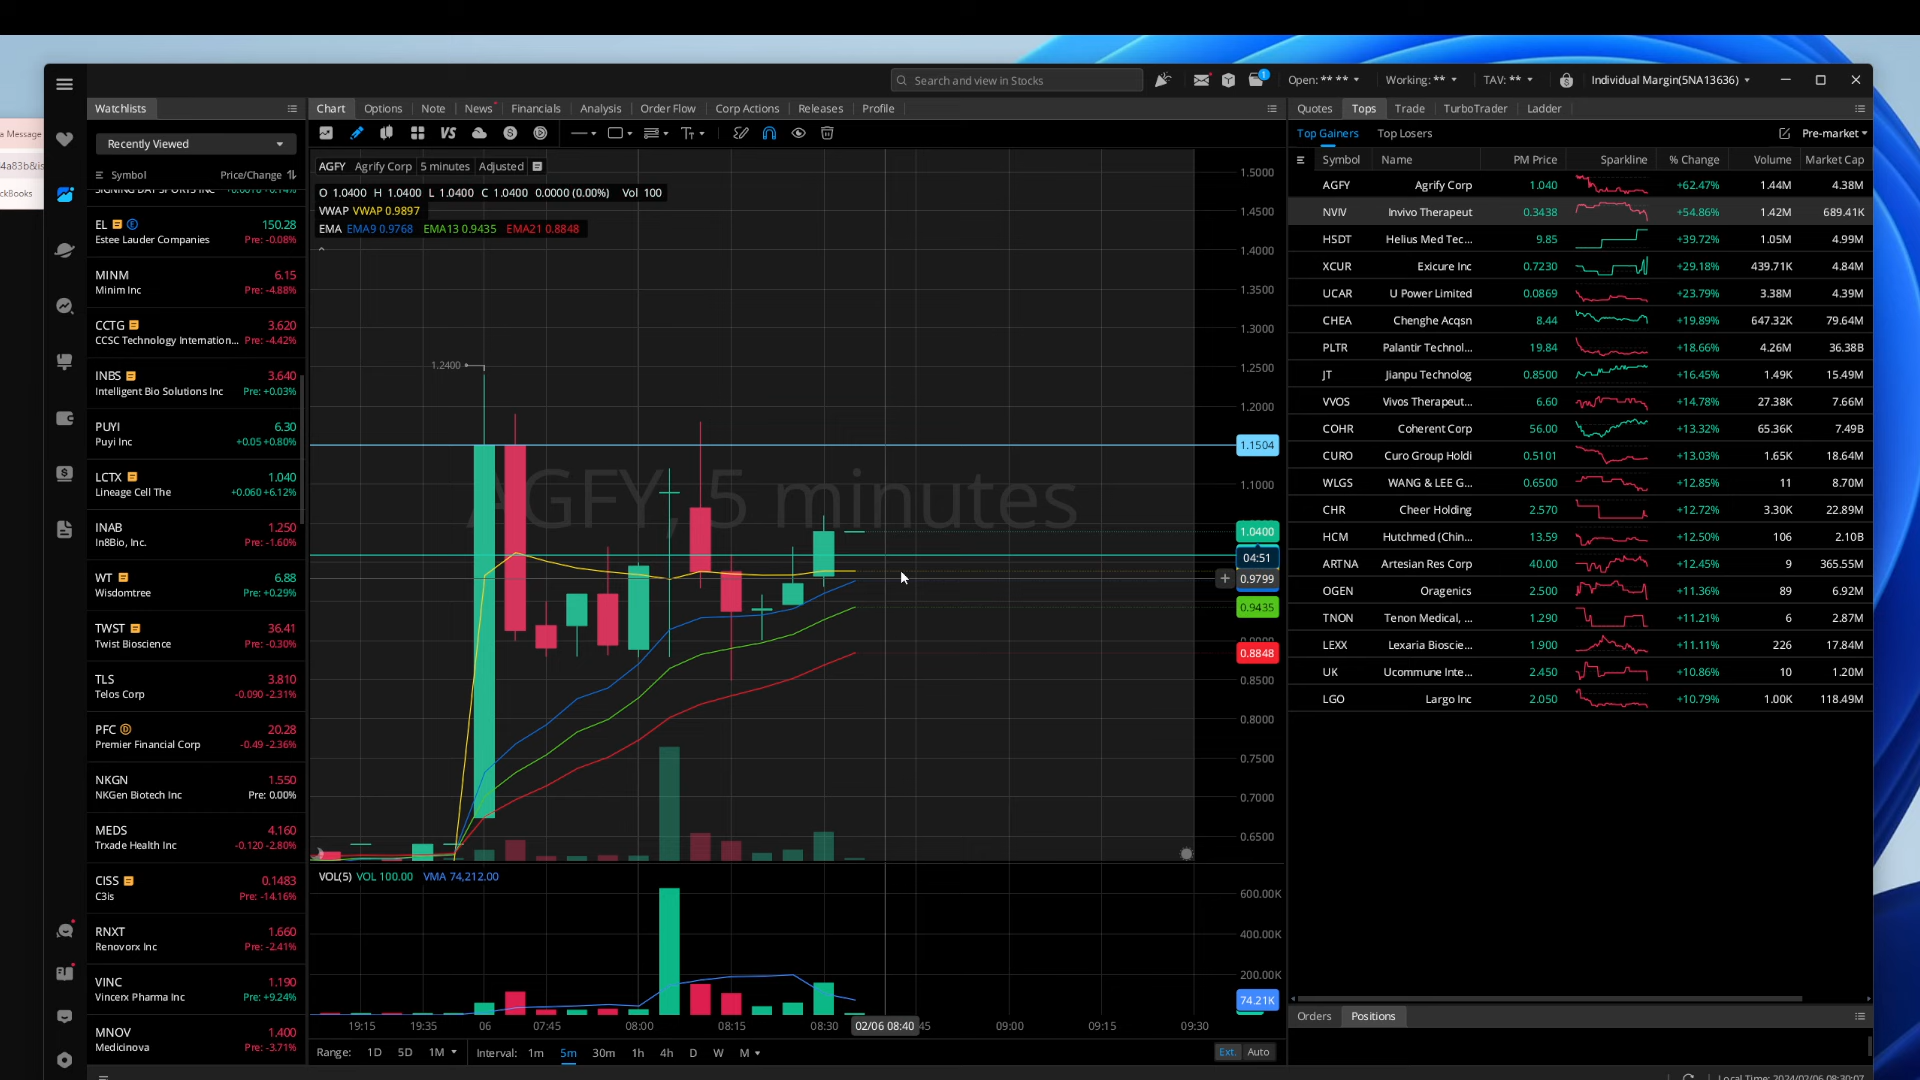 Search and view in Stocks
1
Open: ** **
Working: **
TAV: **
Individual Margin(5NA13636)
a Message
4a83b&is
ckBooks
Watchlists
Recently Viewed
Symbol Price/Change
SIGNING DAY SPORTS INC
EL 150.28
Estee Lauder Companies Pre: -0.08%
MINM 6.15
Minim Inc Pre: -4.88%
CCTG 3.620
CCSC Technology Internation... Pre: -4.42%
INBS 3.640
Intelligent Bio Solutions Inc Pre: +0.03%
PUYI 6.30
Puyi Inc +0.05 +0.80%
LCTX 1.040
Lineage Cell The +0.060 +6.12%
INAB 1.250
In8Bio, Inc. Pre: -1.60%
WT 6.88
Wisdomtree Pre: +0.29%
TWST 36.41
Twist Bioscience Pre: -0.30%
TLS 3.810
Telos Corp -0.090 -2.31%
PFC 20.28
Premier Financial Corp -0.49 -2.36%
NKGN 1.550
NKGen Biotech Inc Pre: 0.00%
MEDS 4.160
Trxade Health Inc -0.120 -2.80%
CISS 0.1483
C3is Pre: -14.16%
RNXT 1.660
Renovorx Inc Pre: -2.41%
VINC 1.190
Vincerx Pharma Inc Pre: +9.24%
MNOV 1.400
Medicinova Pre: -3.71%
Chart Options Note News Financials Analysis Order Flow Corp Actions Releases Profile
VS
AGFY Agrify Corp 5 minutes Adjusted
O 1.0400 H 1.0400 L 1.0400 C 1.0400 0.0000 (0.00%) Vol 100
VWAP VWAP 0.9897
EMA EMA9 0.9768 EMA13 0.9435 EMA21 0.8848
AGFY, 5 minutes
1.2400
1.5000
1.4500
1.4000
1.3500
1.3000
1.2500
1.2000
1.1504
1.1000
1.0400
04:51
0.9799
0.9435
0.8848
0.8500
0.8000
0.7500
0.7000
0.6500
VOL(5) VOL 100.00 VMA 74,212.00
600.00K
400.00K
200.00K
74.21K
19:15 19:35 06 07:45 08:00 08:15 08:30 02/06 08:40 45 09:00 09:15 09:30
Range: 1D 5D 1M Interval: 1m 5m 30m 1h 4h D W M Ext. Auto
Quotes Tops Trade TurboTrader Ladder
Top Gainers Top Losers Pre-market
Symbol Name PM Price Sparkline % Change Volume Market Cap
AGFY Agrify Corp 1.040 +62.47% 1.44M 4.38M
NVIV Invivo Therapeut 0.3438 +54.86% 1.42M 689.41K
HSDT Helius Med Tec... 9.85 +39.72% 1.05M 4.99M
XCUR Exicure Inc 0.7230 +29.18% 439.71K 4.84M
UCAR U Power Limited 0.0869 +23.79% 3.38M 4.39M
CHEA Chenghe Acqsn 8.44 +19.89% 647.32K 79.64M
PLTR Palantir Technol... 19.84 +18.66% 4.26M 36.38B
JT Jianpu Technolog 0.8500 +16.45% 1.49K 15.49M
VVOS Vivos Therapeut... 6.60 +14.78% 27.38K 7.66M
COHR Coherent Corp 56.00 +13.32% 65.36K 7.49B
CURO Curo Group Holdi 0.5101 +13.03% 1.65K 18.64M
WLGS WANG & LEE G... 0.6500 +12.85% 11 8.70M
CHR Cheer Holding 2.570 +12.72% 3.30K 22.89M
HCM Hutchmed (Chin... 13.59 +12.50% 106 2.10B
ARTNA Artesian Res Corp 40.00 +12.45% 9 365.55M
OGEN Oragenics 2.500 +11.36% 89 6.92M
TNON Tenon Medical, ... 1.290 +11.21% 6 2.87M
LEXX Lexaria Bioscie... 1.900 +11.11% 226 17.84M
UK Ucommune Inte... 2.450 +10.86% 10 1.20M
LGO Largo Inc 2.050 +10.79% 1.00K 118.49M
Orders Positions
Local Time: 2024/02/06 08:30:07